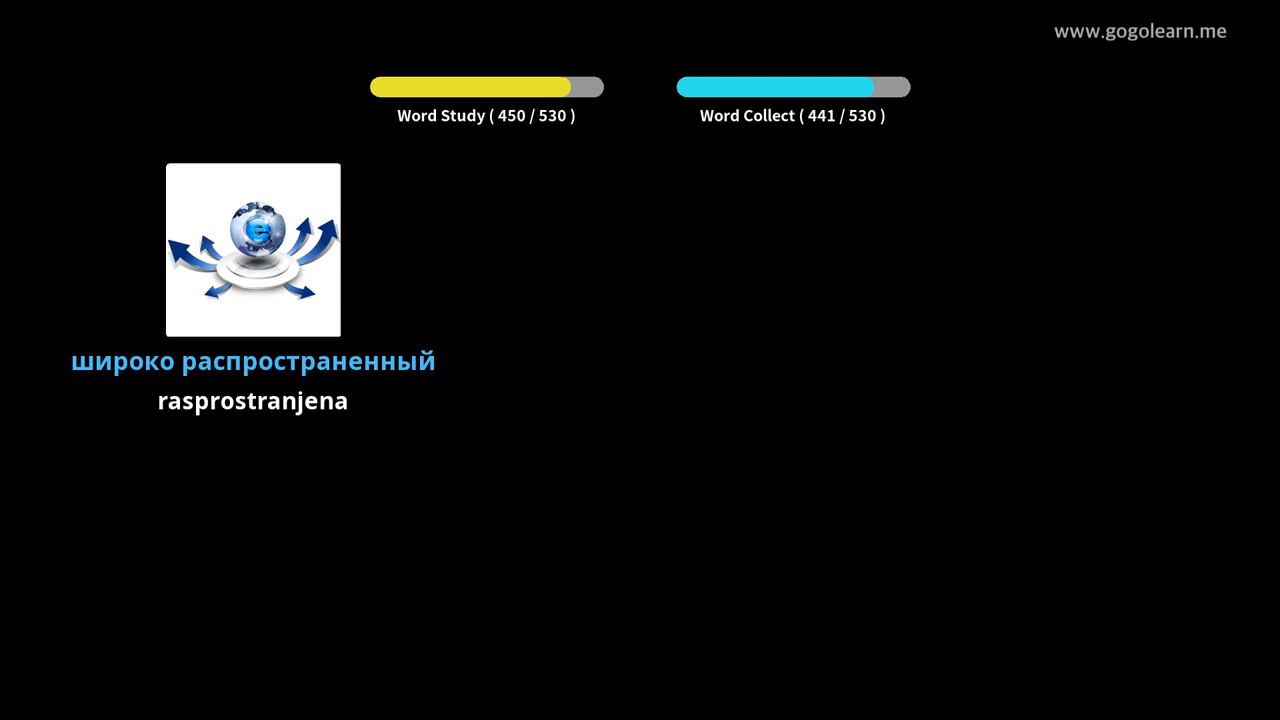 www.gogolearn.me
Word Study ( 450 / 530 )
Word Collect ( 441 / 530 )
e
широко распространенный
rasprostranjena